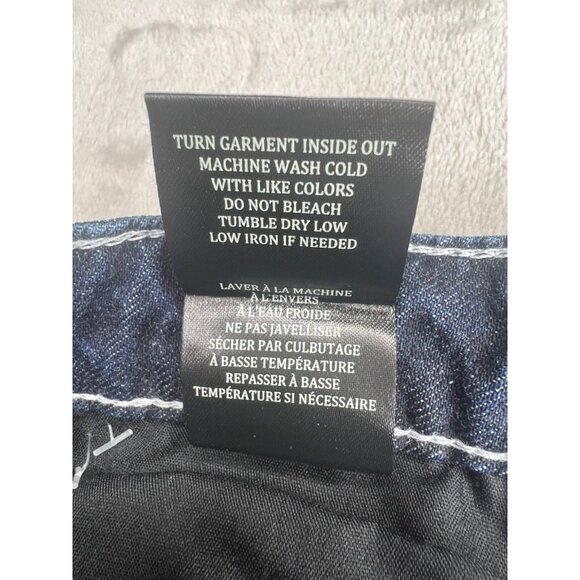 TURN GARMENT INSIDE OUT
MACHINE WASH COLD
WITH LIKE COLORS
DO NOT BLEACH
TUMBLE DRY LOW
LOW IRON IF NEEDED
LAVER À LA MACHINE
À L'ENVERS
À L'EAU FROIDE
NE PAS JAVELLISER
SÉCHER PAR CULBUTAGE
À BASSE TEMPÉRATURE
REPASSER À BASSE
TEMPÉRATURE SI NÉCESSAIRE